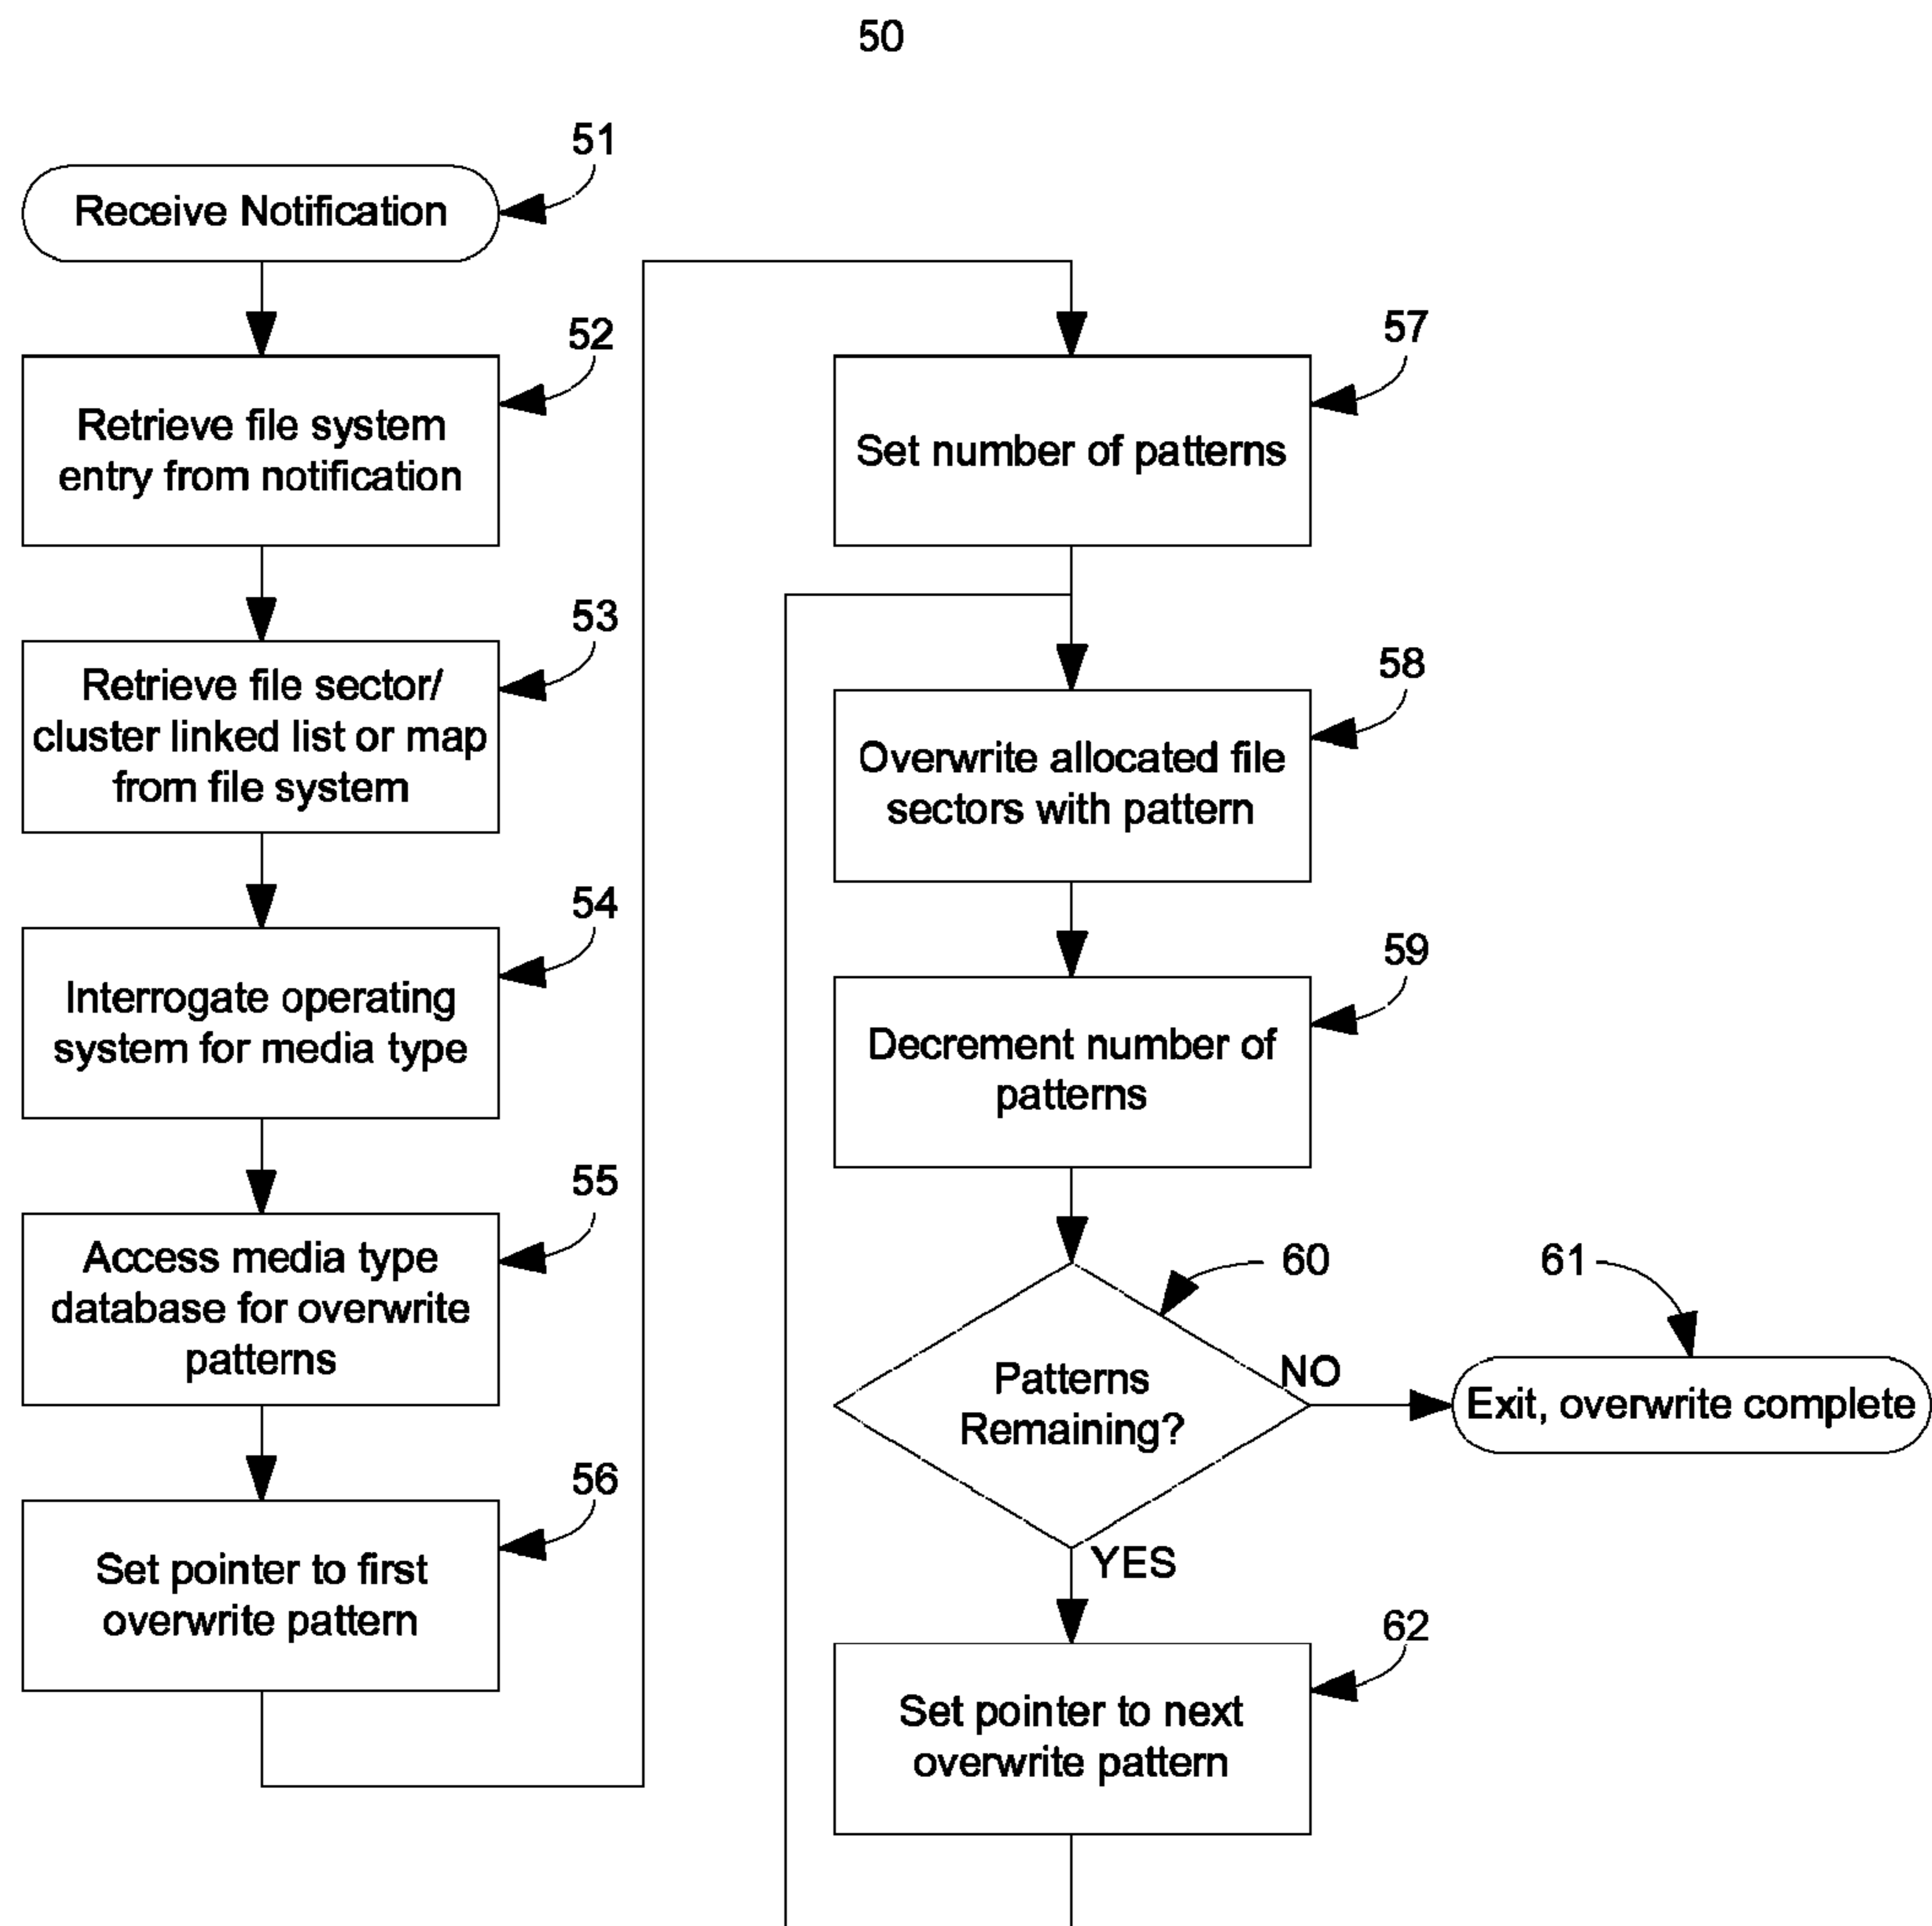 50
51
Receive Notification
52
Retrieve file system
entry from notification
53
Retrieve file sector/
cluster linked list or map
from file system
54
Interrogate operating
system for media type
55
Access media type
database for overwrite
patterns
56
Set pointer to first
overwrite pattern
57
Set number of patterns
58
Overwrite allocated file
sectors with pattern
59
Decrement number of
patterns
60
Patterns
Remaining?
NO
61
Exit, overwrite complete
YES
62
Set pointer to next
overwrite pattern